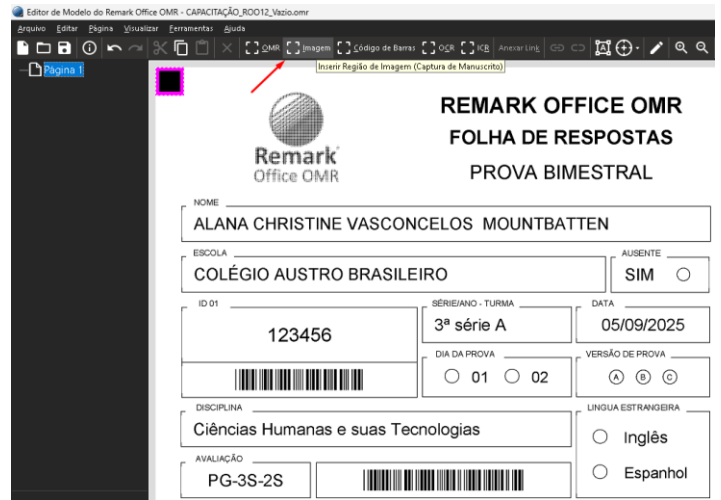 Editor de Modelo do Remark Office OMR - CAPACITAÇÃO_ROO12_Vazio.omr
Arquivo Editar Página Visualizar Ferramentas Ajuda
OMR Imagem Código de Barras OCR ICR Anexar Link
Inserir Região de Imagem (Captura de Manuscrito)
Página 1
Remark
Office OMR
REMARK OFFICE OMR
FOLHA DE RESPOSTAS
PROVA BIMESTRAL
NOME
ALANA CHRISTINE VASCONCELOS MOUNTBATTEN
ESCOLA
COLÉGIO AUSTRO BRASILEIRO
AUSENTE
SIM
ID 01
123456
SÉRIE/ANO - TURMA
3ª série A
DATA
05/09/2025
DIA DA PROVA
01 02
VERSÃO DE PROVA
A B C
DISCIPLINA
Ciências Humanas e suas Tecnologias
LINGUA ESTRANGEIRA
Inglês
Espanhol
AVALIAÇÃO
PG-3S-2S